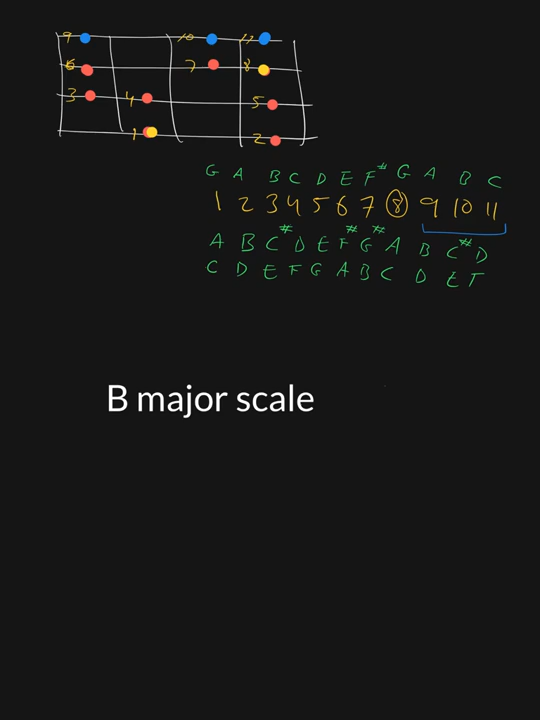 9 10 11
6 7 8
3 4 5
1 2
G A B C D E F# G A B C
1 2 3 4 5 6 7 8 9 10 11
A B C# D E F# G# A B C# D
C D E F G A B C D E F
B major scale